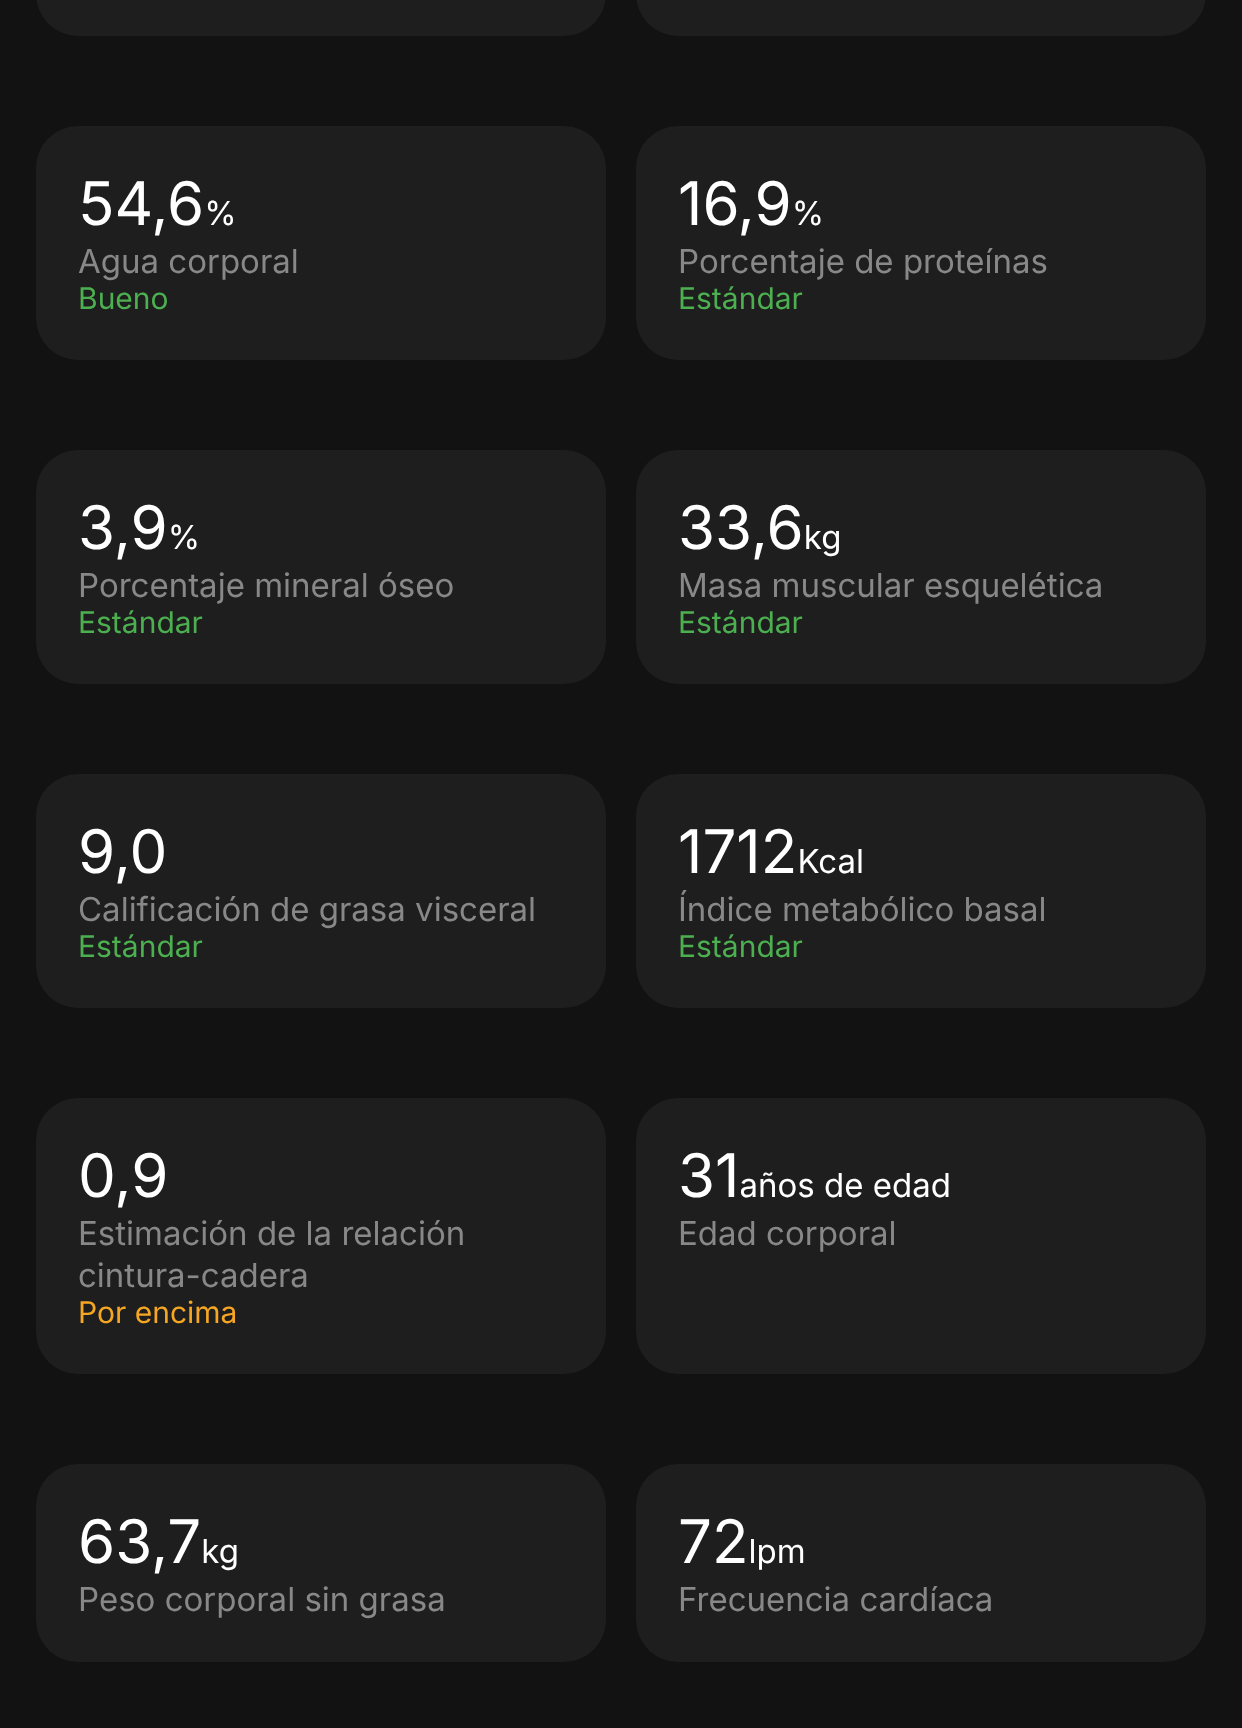 54,6%
Agua corporal
Bueno
16,9%
Porcentaje de proteínas
Estándar
3,9%
Porcentaje mineral óseo
Estándar
33,6kg
Masa muscular esquelética
Estándar
9,0
Calificación de grasa visceral
Estándar
1712Kcal
Índice metabólico basal
Estándar
0,9
Estimación de la relación
cintura-cadera
Por encima
31años de edad
Edad corporal
63,7kg
Peso corporal sin grasa
72lpm
Frecuencia cardíaca